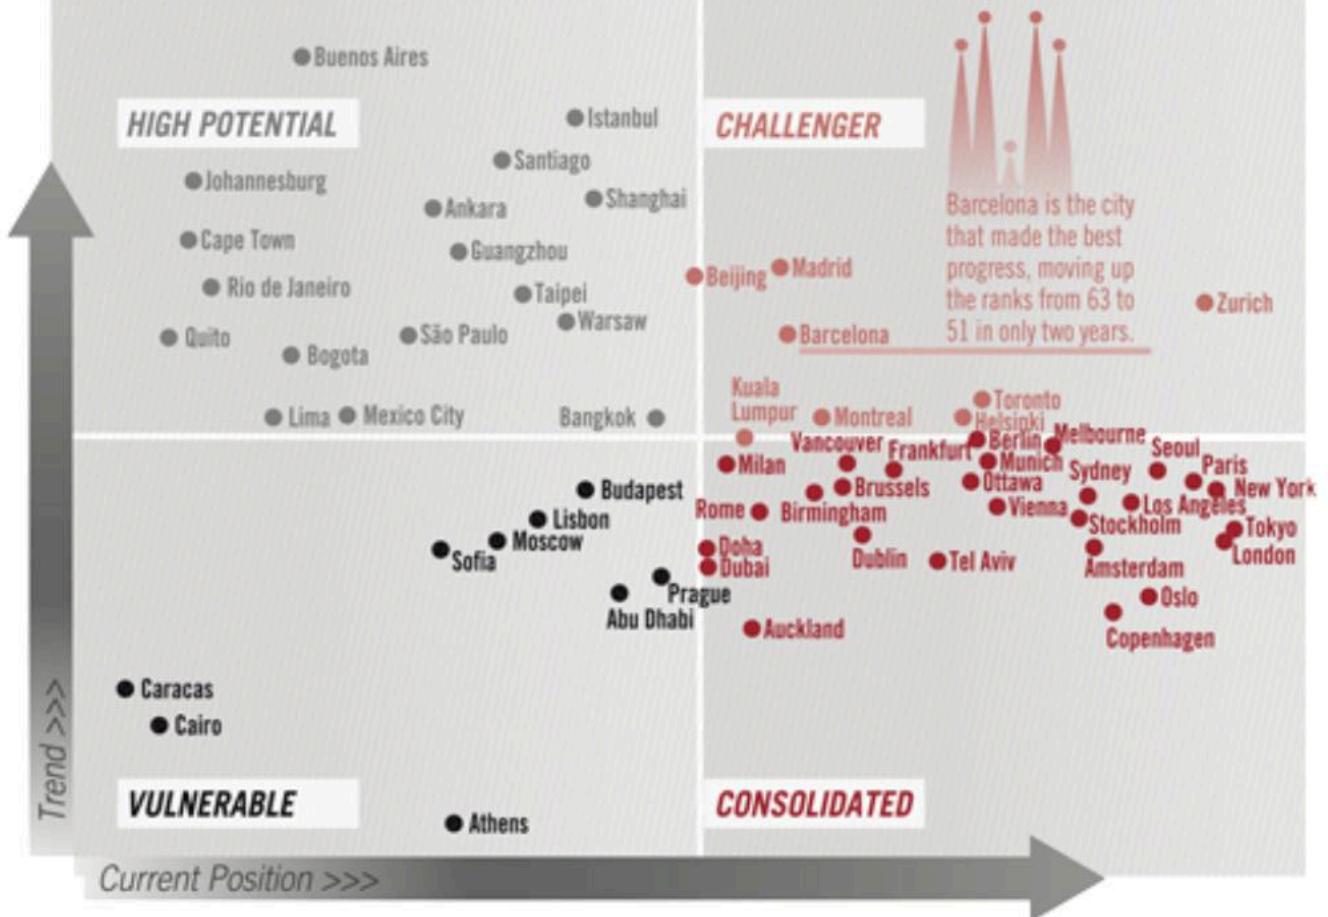 Buenos Aires
HIGH POTENTIAL
Istanbul
CHALLENGER
Santiago
Johannesburg
Shanghai
Ankara
Barcelona is the city
that made the best
progress, moving up
the ranks from 63 to
51 in only two years.
Cape Town
Guangzhou
Beijing
Madrid
Rio de Janeiro
Taipei
Zurich
Warsaw
Quito
São Paulo
Barcelona
Bogota
Kuala
Lumpur
Toronto
Lima
Mexico City
Bangkok
Montreal
Helsinki
Vancouver
Frankfurt
Berlin
Melbourne
Seoul
Milan
Munich
Sydney
Paris
Budapest
Brussels
Ottawa
New York
Rome
Birmingham
Vienna
Los Angeles
Lisbon
Stockholm
Tokyo
Moscow
Sofia
Doha
Dubai
Dublin
Tel Aviv
Amsterdam
London
Prague
Abu Dhabi
Oslo
Auckland
Copenhagen
Caracas
Cairo
Trend >>>
VULNERABLE
CONSOLIDATED
Athens
Current Position >>>